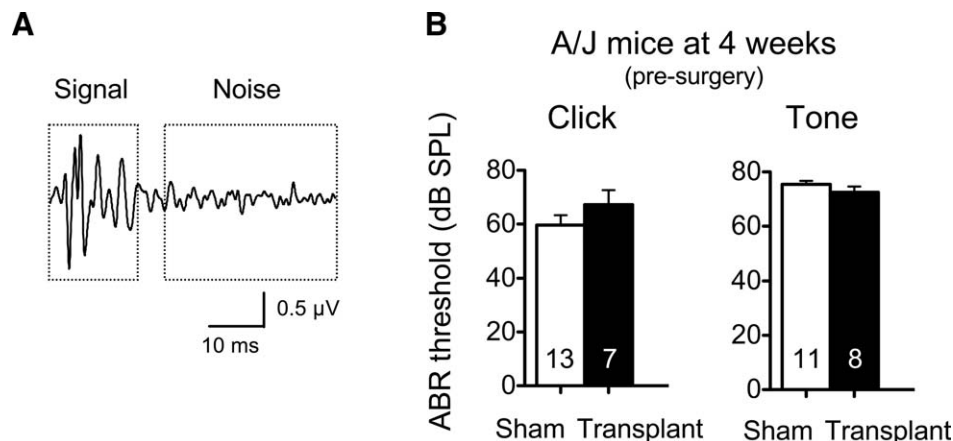 A
Signal Noise
0.5 µV
10 ms
B
A/J mice at 4 weeks
(pre-surgery)
Click Tone
ABR threshold (dB SPL)
80 80
60 60
40 40
20 20
13 7 11 8
0 0
Sham Transplant Sham Transplant